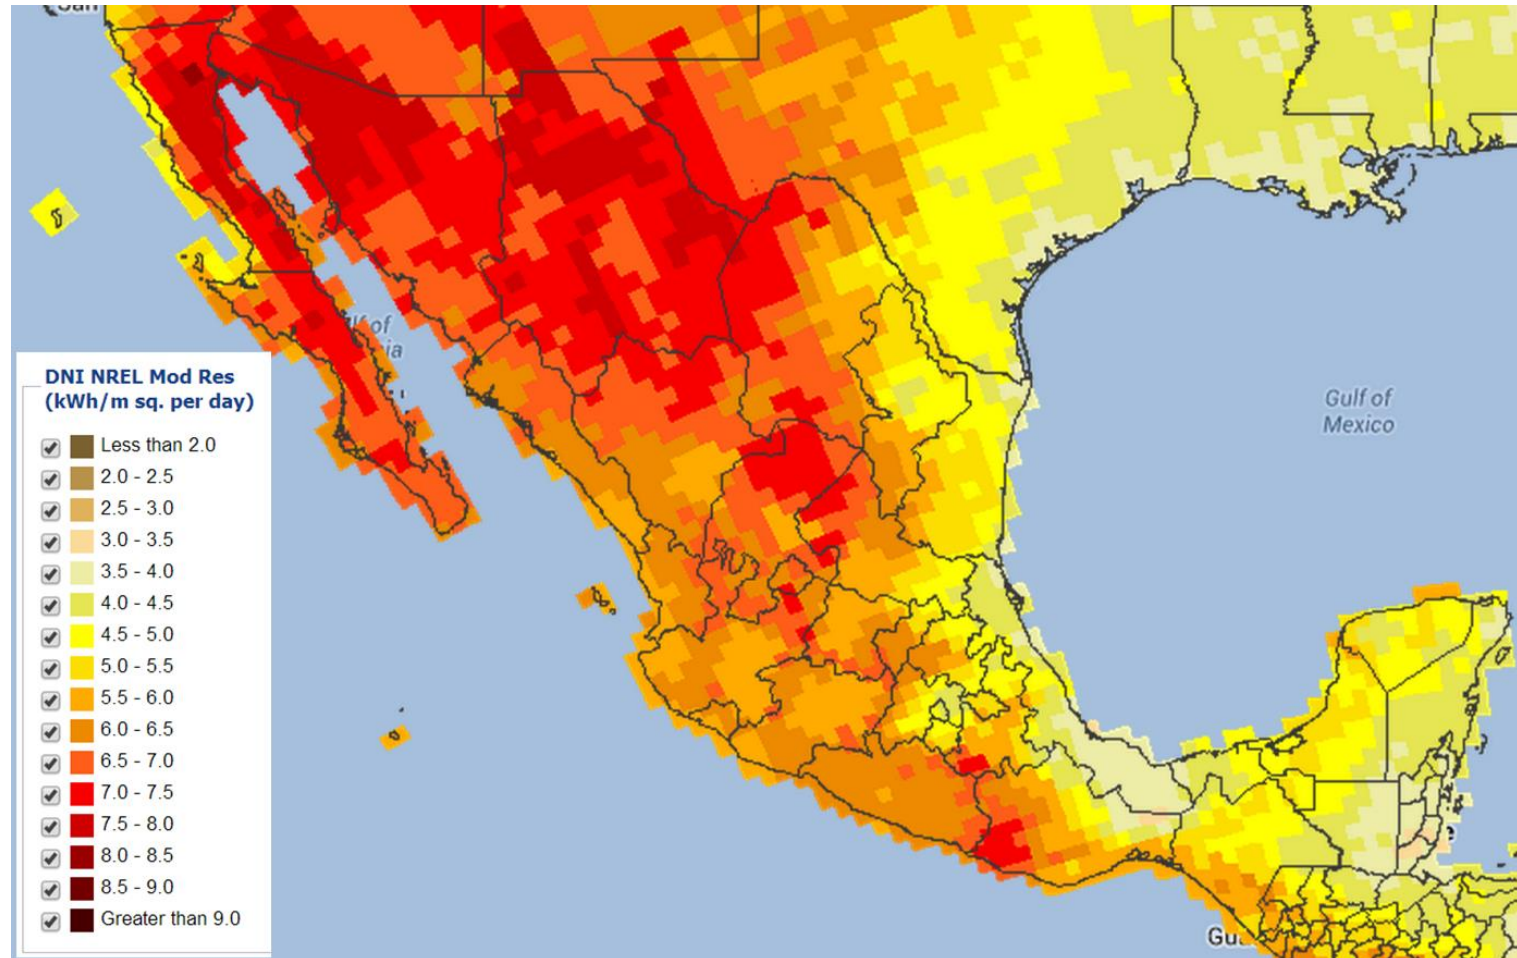 San
DNI NREL Mod Res
(kWh/m sq. per day)
Less than 2.0
2.0 - 2.5
2.5 - 3.0
3.0 - 3.5
3.5 - 4.0
4.0 - 4.5
4.5 - 5.0
5.0 - 5.5
5.5 - 6.0
6.0 - 6.5
6.5 - 7.0
7.0 - 7.5
7.5 - 8.0
8.0 - 8.5
8.5 - 9.0
Greater than 9.0
Gulf of
Mexico